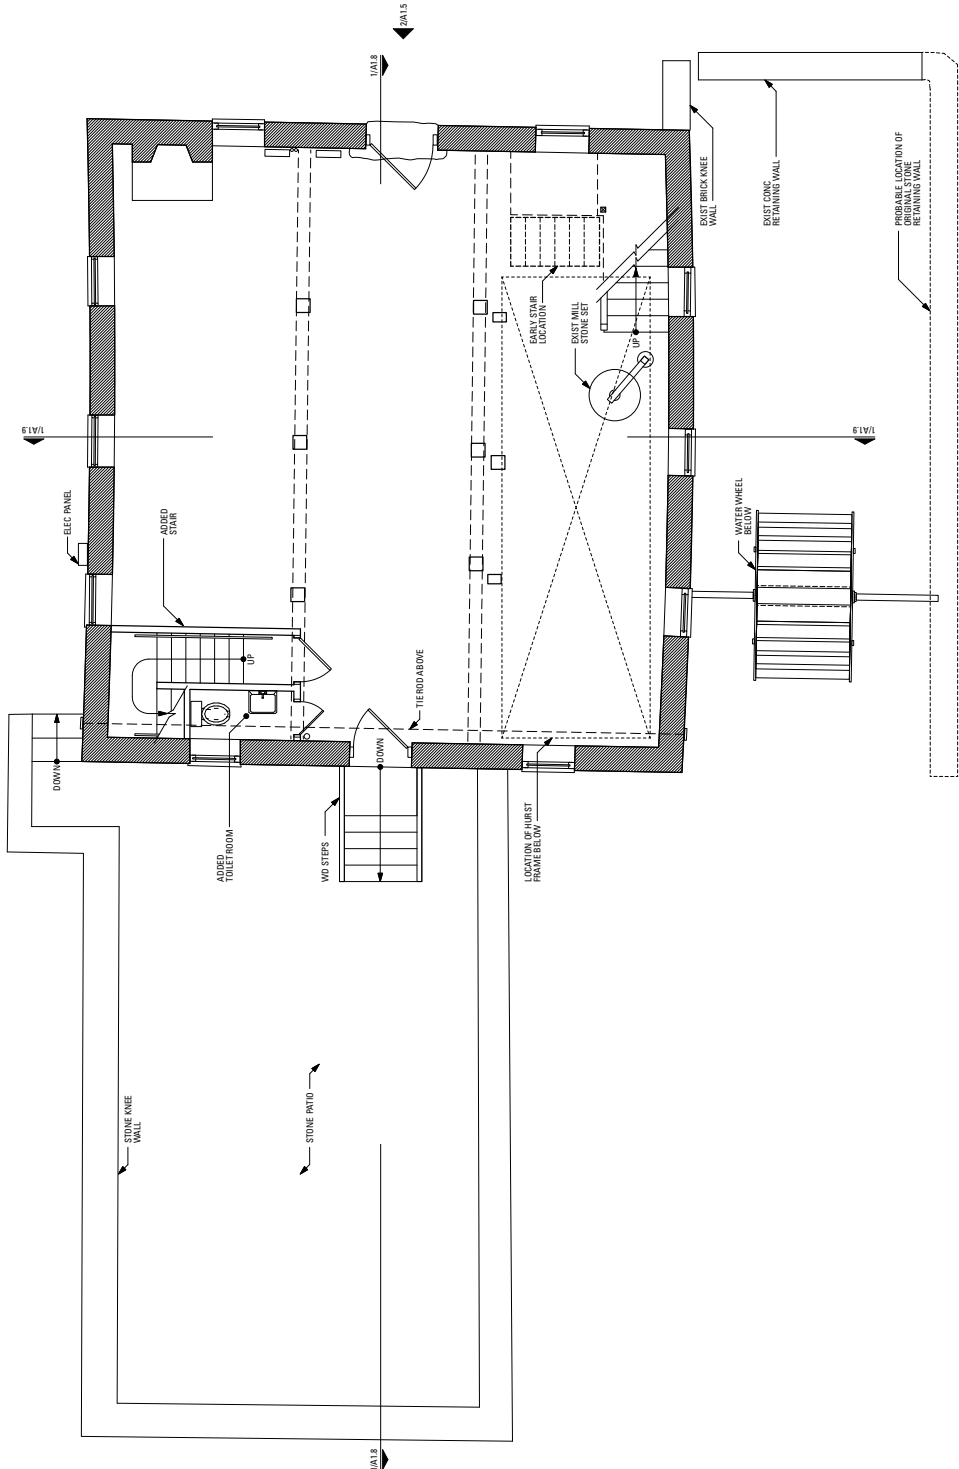 2/A1.5
1/A1.8
EXIST BRICK KNEE
WALL
EXIST CONC
RETAINING WALL
PROBABLE LOCATION OF
ORIGINAL STONE
RETAINING WALL
EARLY STAIR
LOCATION
EXIST MILL
STONE SET
UP
1/A1.9
1/A1.9
ELEC PANEL
ADDED
STAIR
WATER WHEEL
BELOW
UP
TIE ROD ABOVE
DOWN
DOWN
ADDED
TOILET ROOM
WD STEPS
LOCATION OF HURST
FRAME BELOW
STONE KNEE
WALL
STONE PATIO
1/A1.8